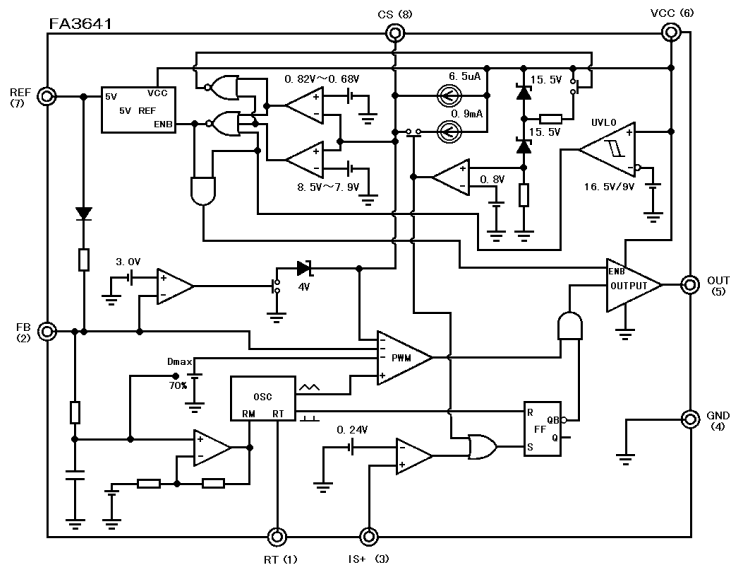 FA3641
CS (8)
VCC (6)
REF
(7)
5V
VCC
5V REF
ENB
0.82V～0.68V
8.5V～7.9V
6.5uA
0.9mA
15.5V
15.5V
UVLO
16.5V/9V
0.8V
3.0V
4V
FB
(2)
ENB
OUTPUT
OUT
(5)
PWM
Dmax
70%
OSC
RM
RT
0.24V
R
FF
S
QB
Q
GND
(4)
RT (1)
IS+ (3)